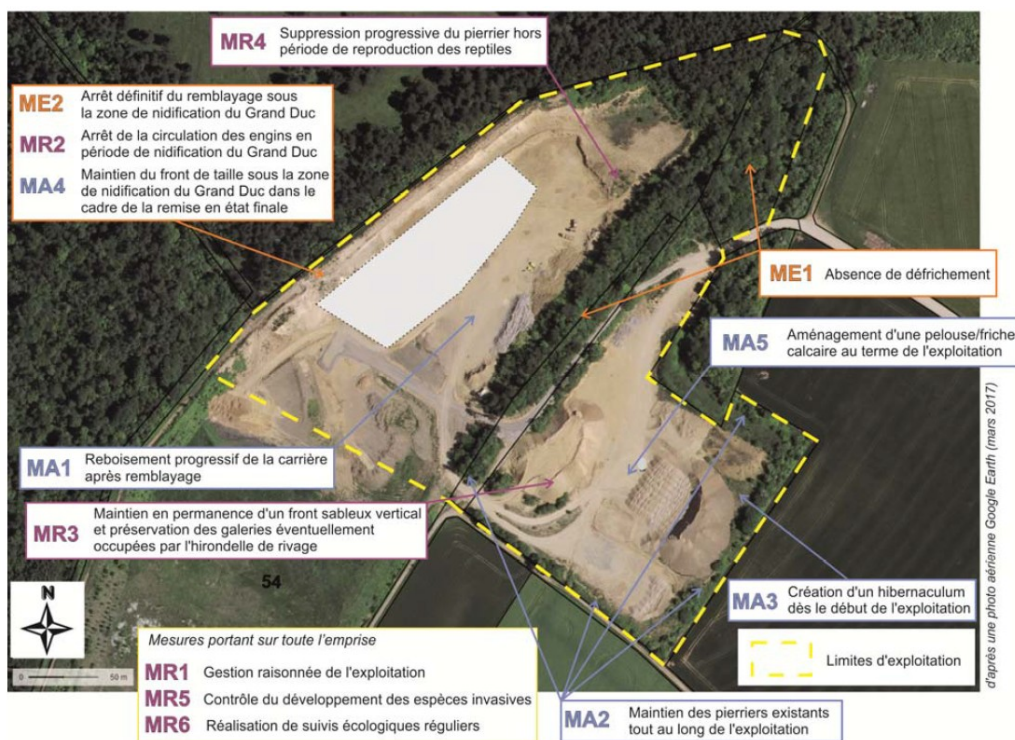 MR4 Suppression progressive du pierrier hors
période de reproduction des reptiles
ME2 Arrêt définitif du remblayage sous
la zone de nidification du Grand Duc
MR2 Arrêt de la circulation des engins en
période de nidification du Grand Duc
MA4 Maintien du front de taille sous la zone
de nidification du Grand Duc dans le
cadre de la remise en état finale
ME1 Absence de défrichement
MA5 Aménagement d'une pelouse/friche
calcaire au terme de l'exploitation
MA1 Reboisement progressif de la carrière
après remblayage
MR3 Maintien en permanence d'un front sableux vertical
et préservation des galeries éventuellement
occupées par l'hirondelle de rivage
54
MA3 Création d'un hibernaculum
dès le début de l'exploitation
N
0 50 m
Mesures portant sur toute l'emprise
MR1 Gestion raisonnée de l'exploitation
MR5 Contrôle du développement des espèces invasives
MR6 Réalisation de suivis écologiques réguliers
MA2 Maintien des pierriers existants
tout au long de l'exploitation
Limites d'exploitation
d'après une photo aérienne Google Earth (mars 2017)